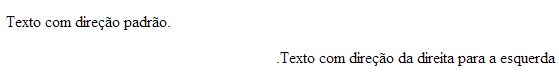 Texto com direção padrão.
.Texto com direção da direita para a esquerda